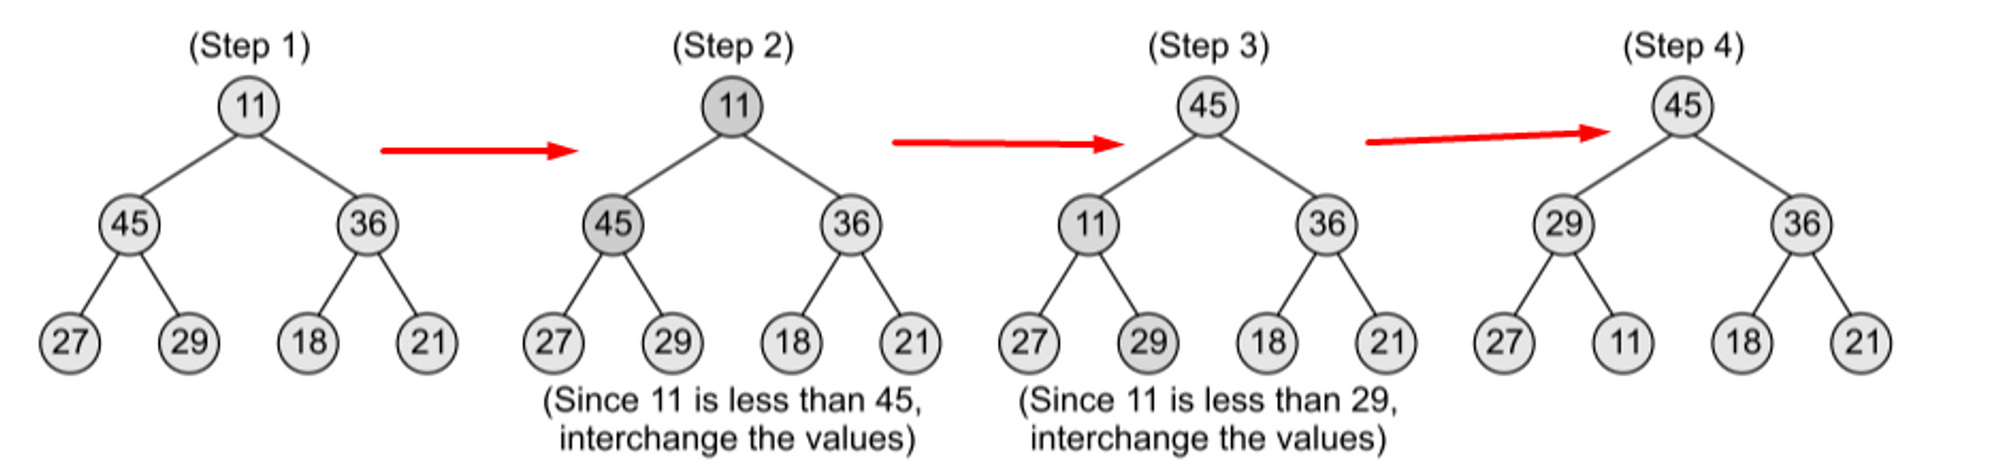 (Step 1) (Step 2) (Step 3) (Step 4)
11 11 45 45
45 36 45 36 11 36 29 36
27 29 18 21 27 29 18 21 27 29 18 21 27 11 18 21
(Since 11 is less than 45, (Since 11 is less than 29,
interchange the values) interchange the values)